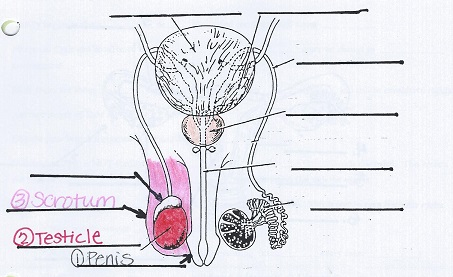 ③ Scrotum
② Testicle
① Penis